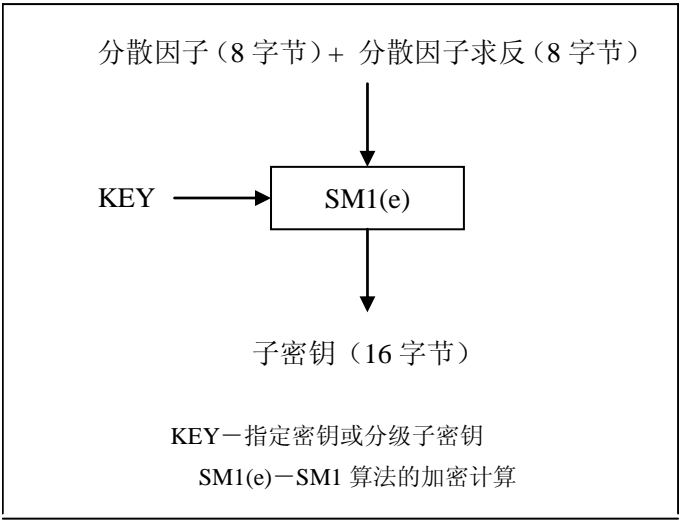 分散因子（8 字节）+ 分散因子求反（8 字节）
KEY
SM1(e)
子密钥（16 字节）
KEY－指定密钥或分级子密钥
SM1(e)－SM1 算法的加密计算